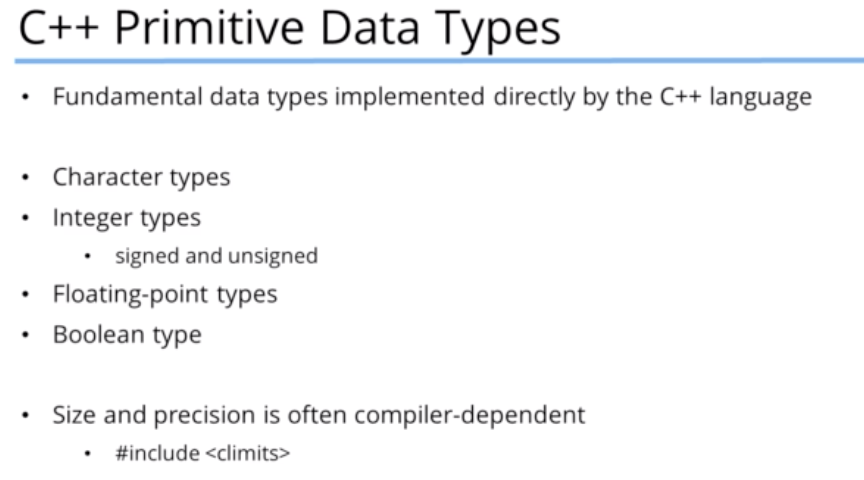 C++ Primitive Data Types
• Fundamental data types implemented directly by the C++ language
• Character types
• Integer types
• signed and unsigned
• Floating-point types
• Boolean type
• Size and precision is often compiler-dependent
• #include <climits>